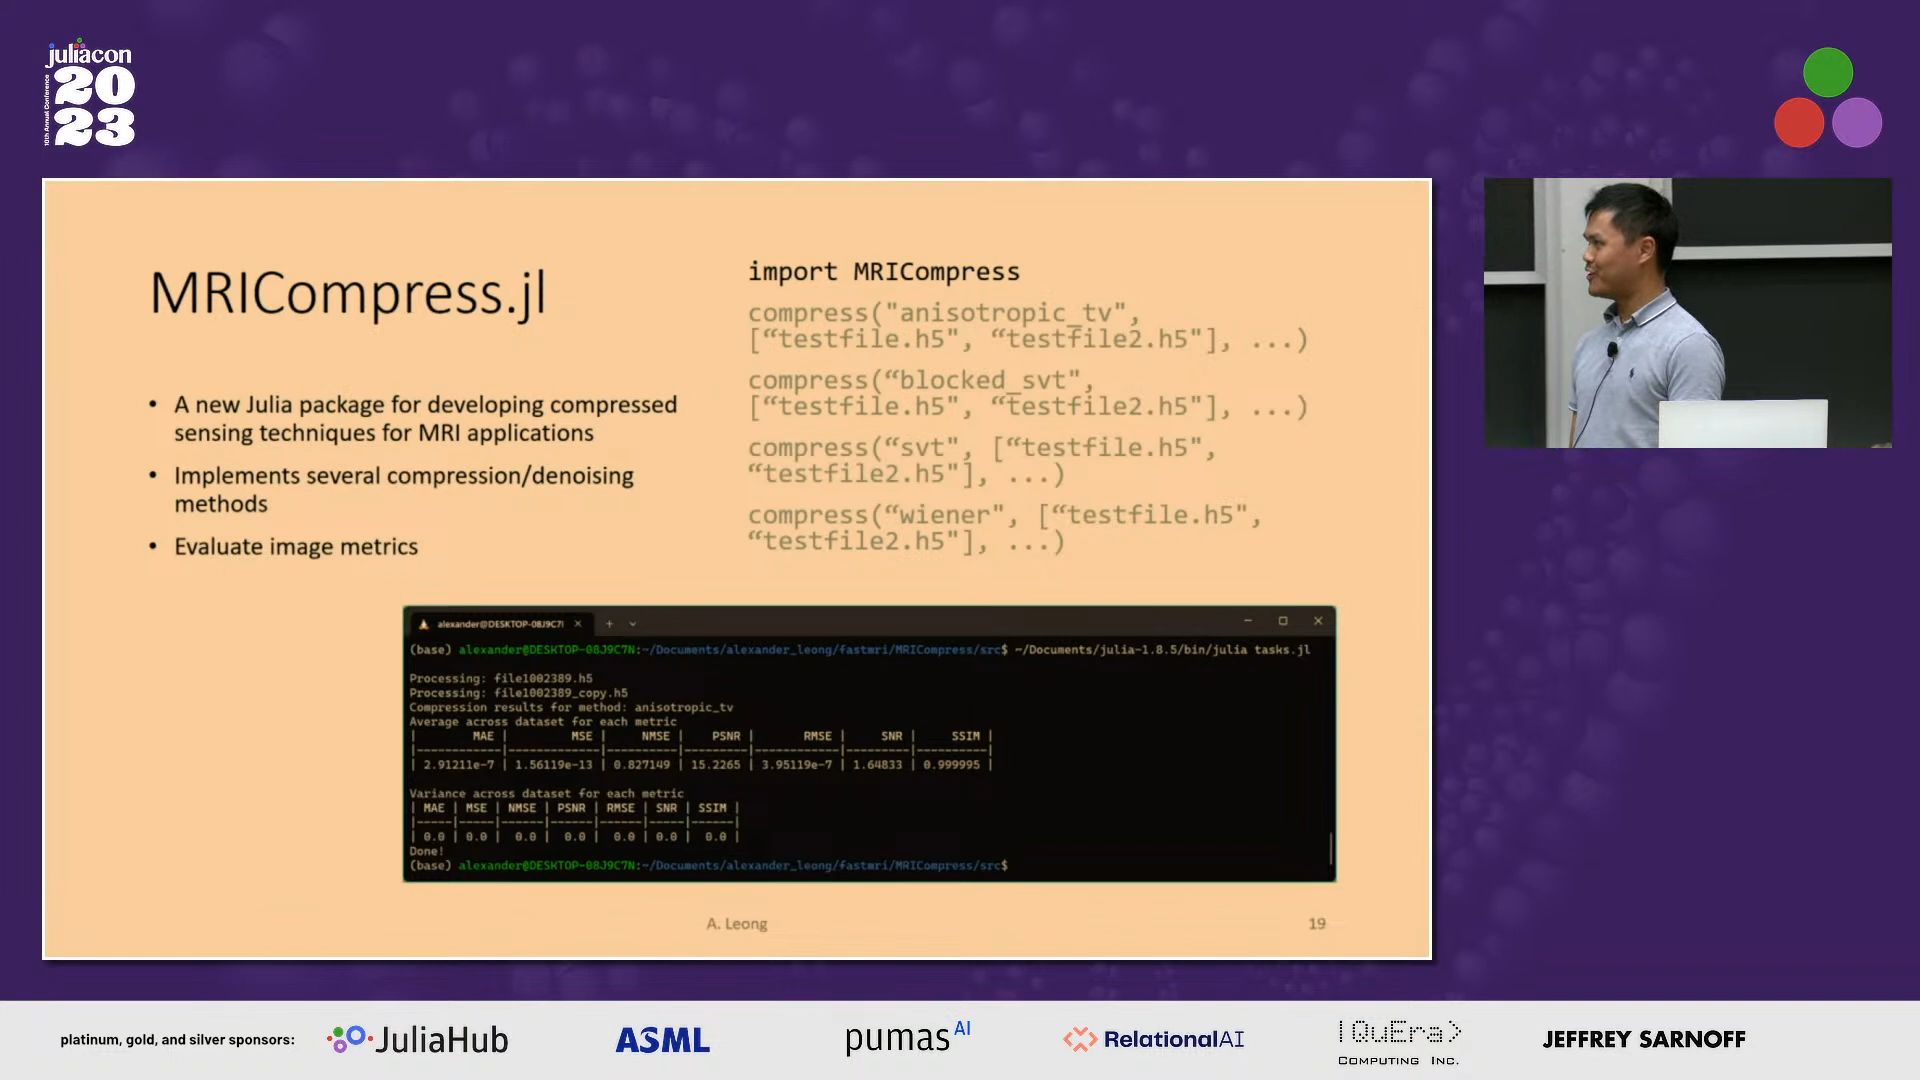 juliacon
2023
10th Annual Conference
MRICompress.jl
• A new Julia package for developing compressed
sensing techniques for MRI applications
• Implements several compression/denoising
methods
• Evaluate image metrics
import MRICompress
compress("anisotropic_tv",
[“testfile.h5", “testfile2.h5"], ...)
compress(“blocked_svt",
[“testfile.h5", “testfile2.h5"], ...)
compress(“svt", [“testfile.h5",
“testfile2.h5"], ...)
compress(“wiener", [“testfile.h5",
“testfile2.h5"], ...)
alexander@DESKTOP-08J9C7I
(base) alexander@DESKTOP-08J9C7N:~/Documents/alexander_leong/fastmri/MRICompress/src$ ~/Documents/julia-1.8.5/bin/julia tasks.jl
Processing: file1002389.h5
Processing: file1002389_copy.h5
Compression results for method: anisotropic_tv
Average across dataset for each metric
| MAE | MSE | NMSE | PSNR | RMSE | SNR | SSIM |
|------------|-------------|----------|---------|------------|---------|----------|
| 2.91211e-7 | 1.56119e-13 | 0.827149 | 15.2265 | 3.95119e-7 | 1.64833 | 0.999995 |
Variance across dataset for each metric
| MAE | MSE | NMSE | PSNR | RMSE | SNR | SSIM |
|-----|-----|------|------|------|-----|------|
| 0.0 | 0.0 | 0.0 | 0.0 | 0.0 | 0.0 | 0.0 |
Done!
(base) alexander@DESKTOP-08J9C7N:~/Documents/alexander_leong/fastmri/MRICompress/src$
A. Leong
19
platinum, gold, and silver sponsors:
JuliaHub
ASML
pumasAI
RelationalAI
|QuEra>
COMPUTING INC.
JEFFREY SARNOFF